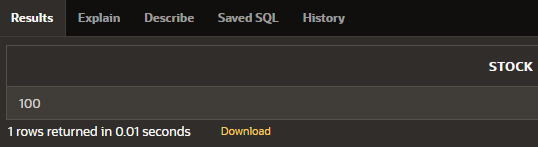 Results Explain Describe Saved SQL History
STOCK
100
1 rows returned in 0.01 seconds Download